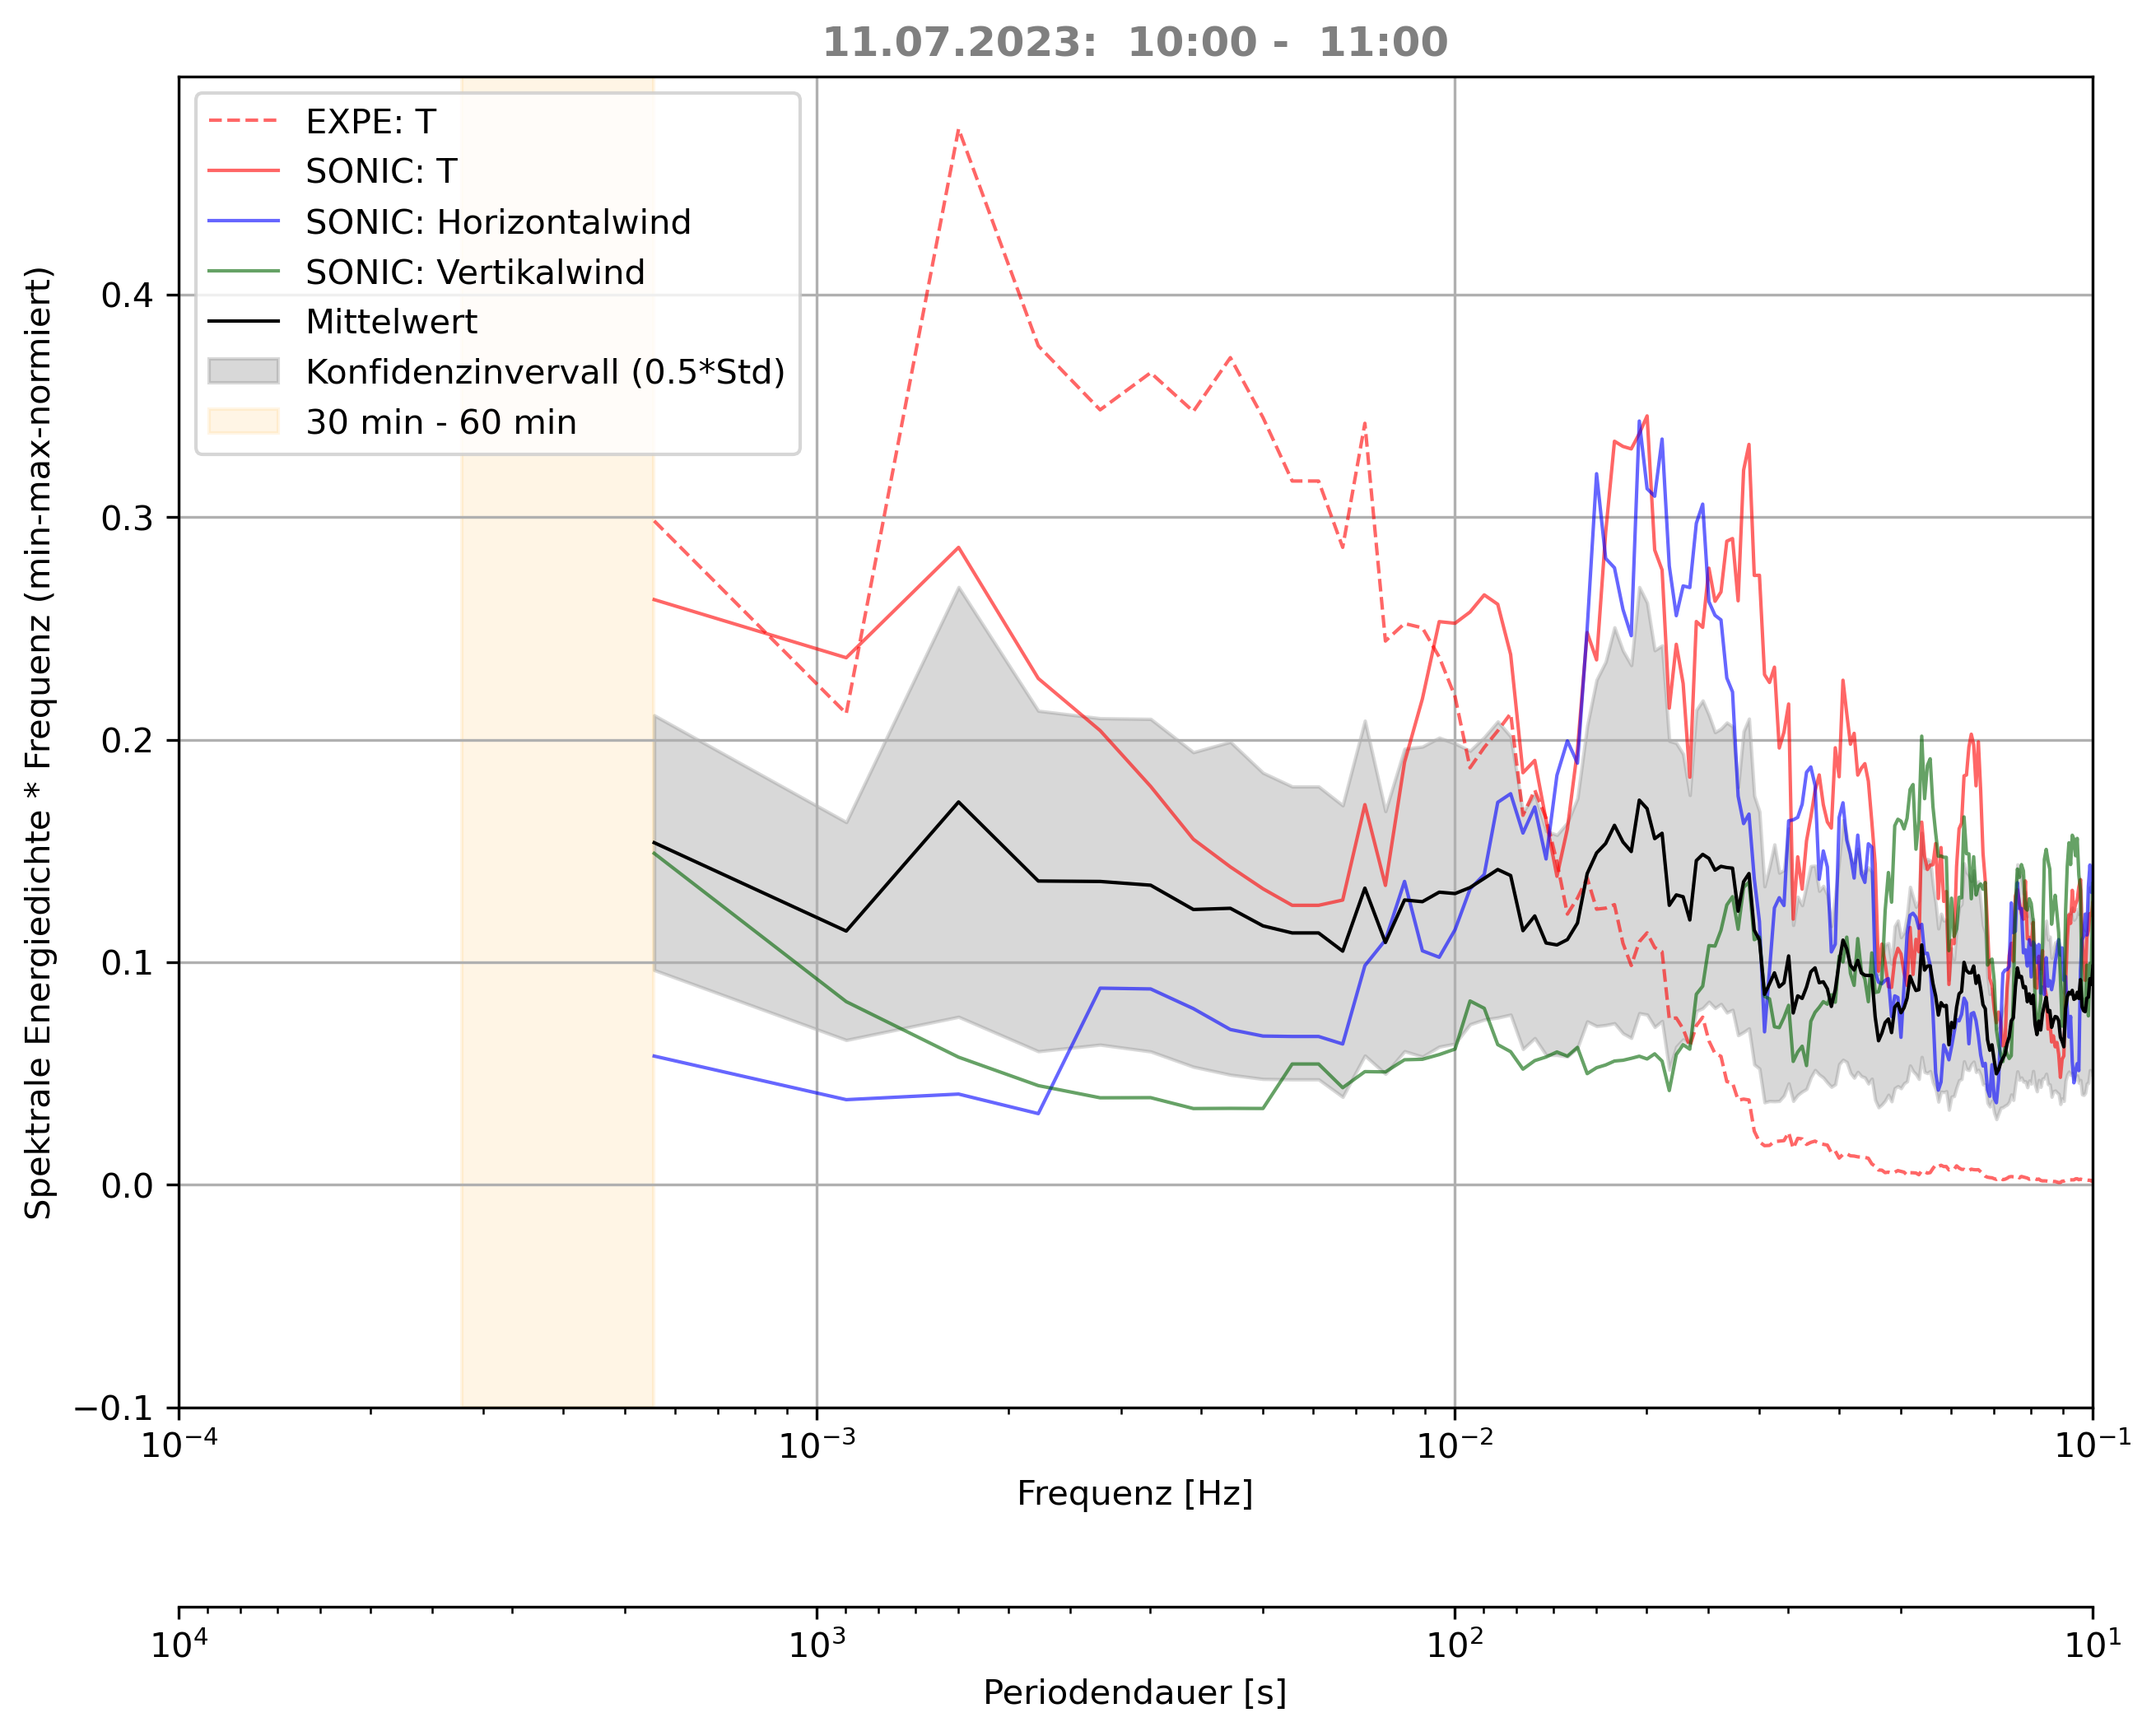 11.07.2023:  10:00 -  11:00
EXPE: T
SONIC: T
SONIC: Horizontalwind
SONIC: Vertikalwind
Mittelwert
Konfidenzinvervall (0.5*Std)
30 min - 60 min
Spektrale Energiedichte * Frequenz (min-max-normiert)
0.4
0.3
0.2
0.1
0.0
−0.1
10⁻⁴ 10⁻³ 10⁻² 10⁻¹
Frequenz [Hz]
10⁴ 10³ 10² 10¹
Periodendauer [s]